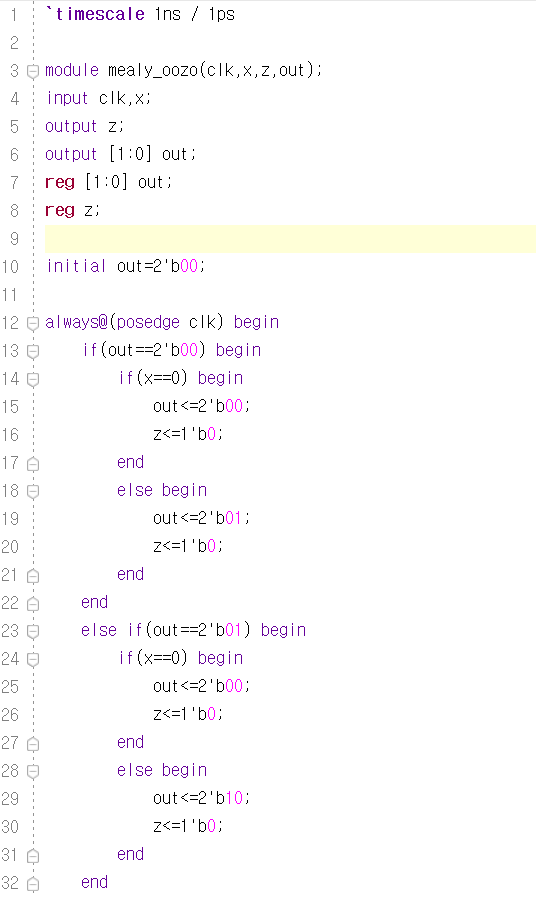 1 `timescale 1ns / 1ps
2
3 module mealy_oozo(clk,x,z,out);
4 input clk,x;
5 output z;
6 output [1:0] out;
7 reg [1:0] out;
8 reg z;
9
10 initial out=2'b00;
11
12 always@(posedge clk) begin
13     if(out==2'b00) begin
14         if(x==0) begin
15             out<=2'b00;
16             z<=1'b0;
17         end
18         else begin
19             out<=2'b01;
20             z<=1'b0;
21         end
22     end
23     else if(out==2'b01) begin
24         if(x==0) begin
25             out<=2'b00;
26             z<=1'b0;
27         end
28         else begin
29             out<=2'b10;
30             z<=1'b0;
31         end
32     end